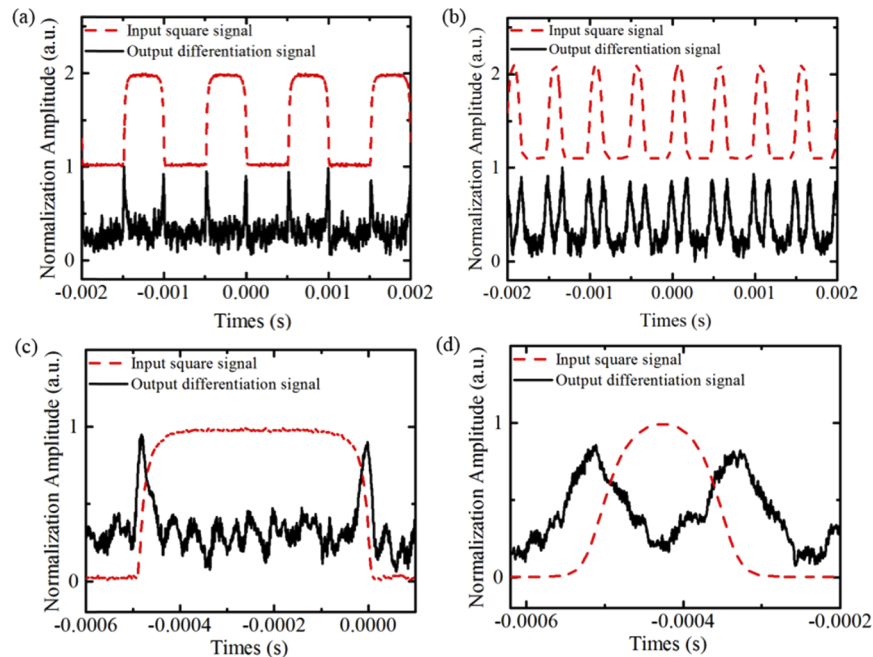 (a)
Input square signal
Output differentiation signal
Normalization Amplitude (a.u.)
2
1
0
-0.002 -0.001 0.000 0.001 0.002
Times (s)
(b)
Input square signal
Output differentiation signal
Normalization Amplitude (a.u.)
2
1
0
-0.002 -0.001 0.000 0.001 0.002
Times (s)
(c)
Input square signal
Output differentiation signal
Normalization Amplitude (a.u.)
1
0
-0.0006 -0.0004 -0.0002 0.0000
Times (s)
(d)
Input square signal
Output differentiation signal
Normalization Amplitude (a.u.)
1
0
-0.0006 -0.0004 -0.0002
Times (s)